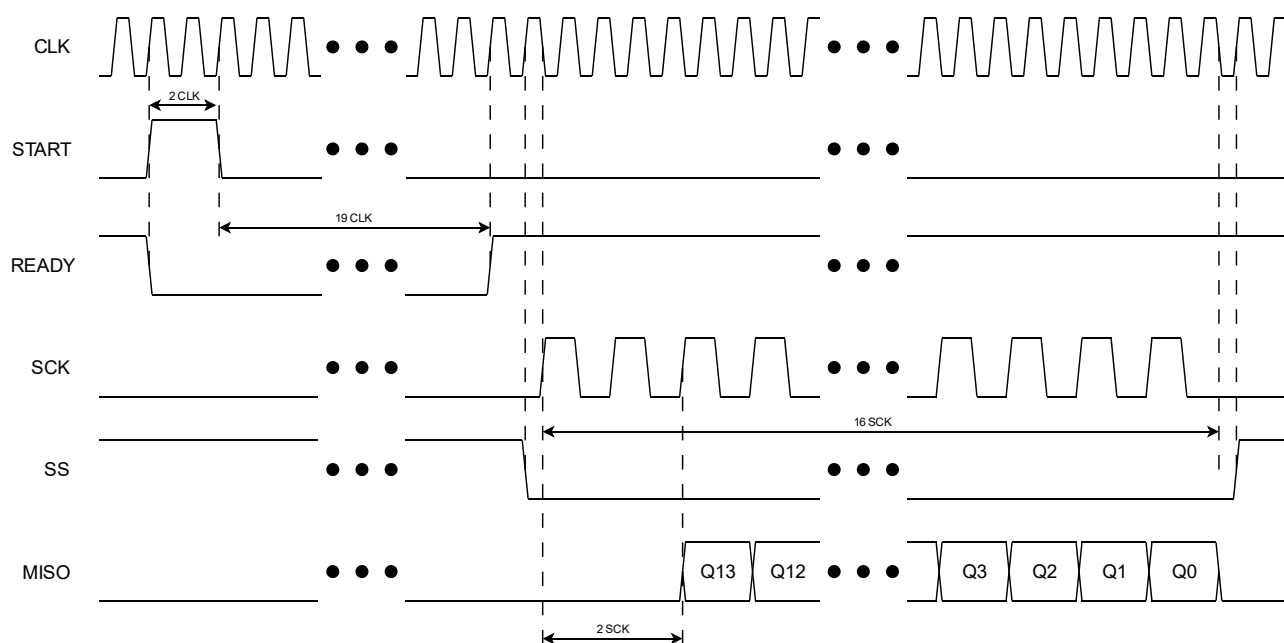 CLK
2 CLK
START
19 CLK
READY
SCK
16 SCK
SS
MISO
Q13 Q12 Q3 Q2 Q1 Q0
2 SCK